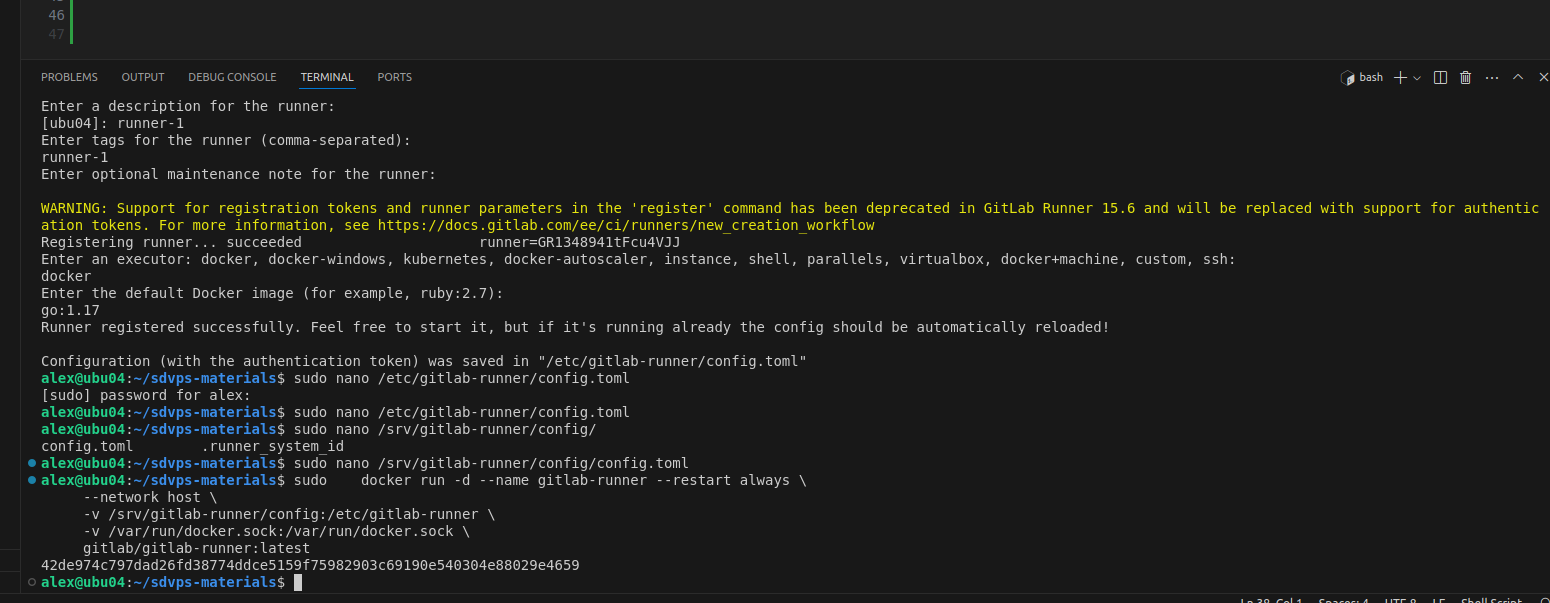 46
47
PROBLEMS OUTPUT DEBUG CONSOLE TERMINAL PORTS bash
Enter a description for the runner:
[ubu04]: runner-1
Enter tags for the runner (comma-separated):
runner-1
Enter optional maintenance note for the runner:
WARNING: Support for registration tokens and runner parameters in the 'register' command has been deprecated in GitLab Runner 15.6 and will be replaced with support for authentic
ation tokens. For more information, see https://docs.gitlab.com/ee/ci/runners/new_creation_workflow
Registering runner... succeeded                     runner=GR1348941tFcu4VJJ
Enter an executor: docker, docker-windows, kubernetes, docker-autoscaler, instance, shell, parallels, virtualbox, docker+machine, custom, ssh:
docker
Enter the default Docker image (for example, ruby:2.7):
go:1.17
Runner registered successfully. Feel free to start it, but if it's running already the config should be automatically reloaded!
Configuration (with the authentication token) was saved in "/etc/gitlab-runner/config.toml"
alex@ubu04:~/sdvps-materials$ sudo nano /etc/gitlab-runner/config.toml
[sudo] password for alex:
alex@ubu04:~/sdvps-materials$ sudo nano /etc/gitlab-runner/config.toml
alex@ubu04:~/sdvps-materials$ sudo nano /srv/gitlab-runner/config/
config.toml        .runner_system_id
alex@ubu04:~/sdvps-materials$ sudo nano /srv/gitlab-runner/config/config.toml
alex@ubu04:~/sdvps-materials$ sudo    docker run -d --name gitlab-runner --restart always \
     --network host \
     -v /srv/gitlab-runner/config:/etc/gitlab-runner \
     -v /var/run/docker.sock:/var/run/docker.sock \
     gitlab/gitlab-runner:latest
42de974c797dad26fd38774ddce5159f75982903c69190e540304e88029e4659
alex@ubu04:~/sdvps-materials$
Ln 38, Col 1 Spaces: 4 UTF-8 LF Shell Script